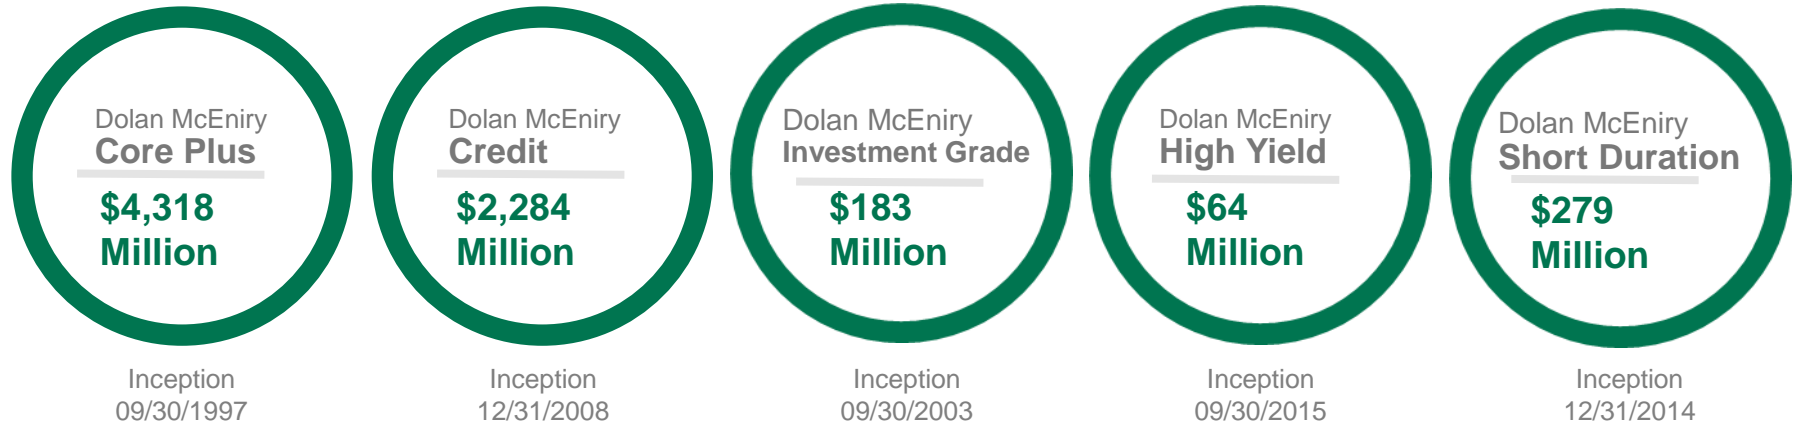 Dolan McEniry
Core Plus
$4,318
Million
Inception
09/30/1997
Dolan McEniry
Credit
$2,284
Million
Inception
12/31/2008
Dolan McEniry
Investment Grade
$183
Million
Inception
09/30/2003
Dolan McEniry
High Yield
$64
Million
Inception
09/30/2015
Dolan McEniry
Short Duration
$279
Million
Inception
12/31/2014